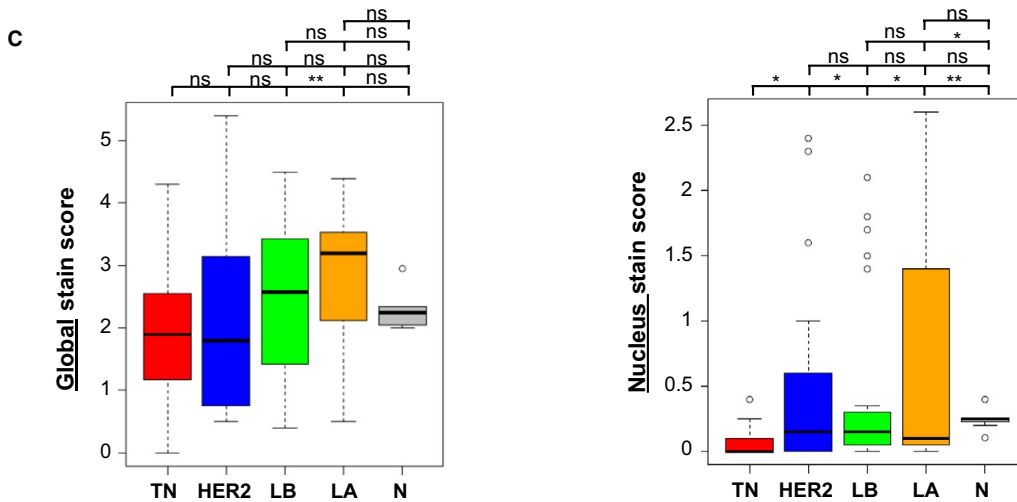 C
ns
ns ns
ns ns ns
ns ns ** ns
Global stain score
5
4
3
2
1
0
TN HER2 LB LA N
ns
ns *
ns ns ns
* * * **
Nucleus stain score
2.5
2
1.5
1
0.5
0
TN HER2 LB LA N